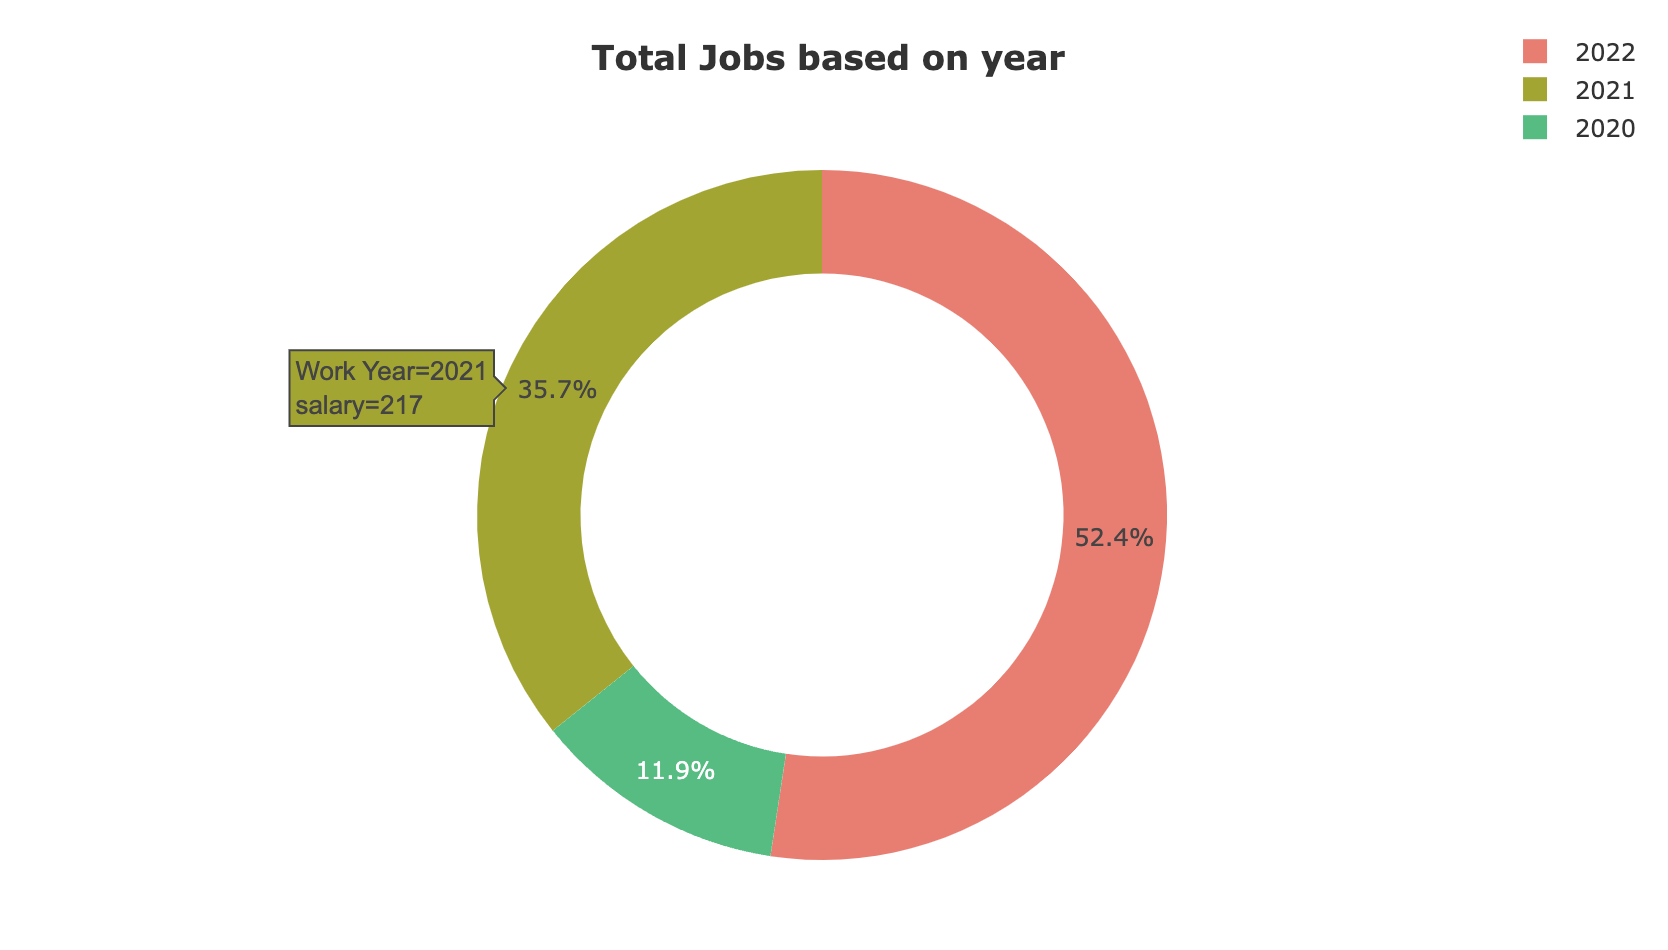 Total Jobs based on year
2022
2021
2020
Work Year=2021
salary=217
35.7%
52.4%
11.9%